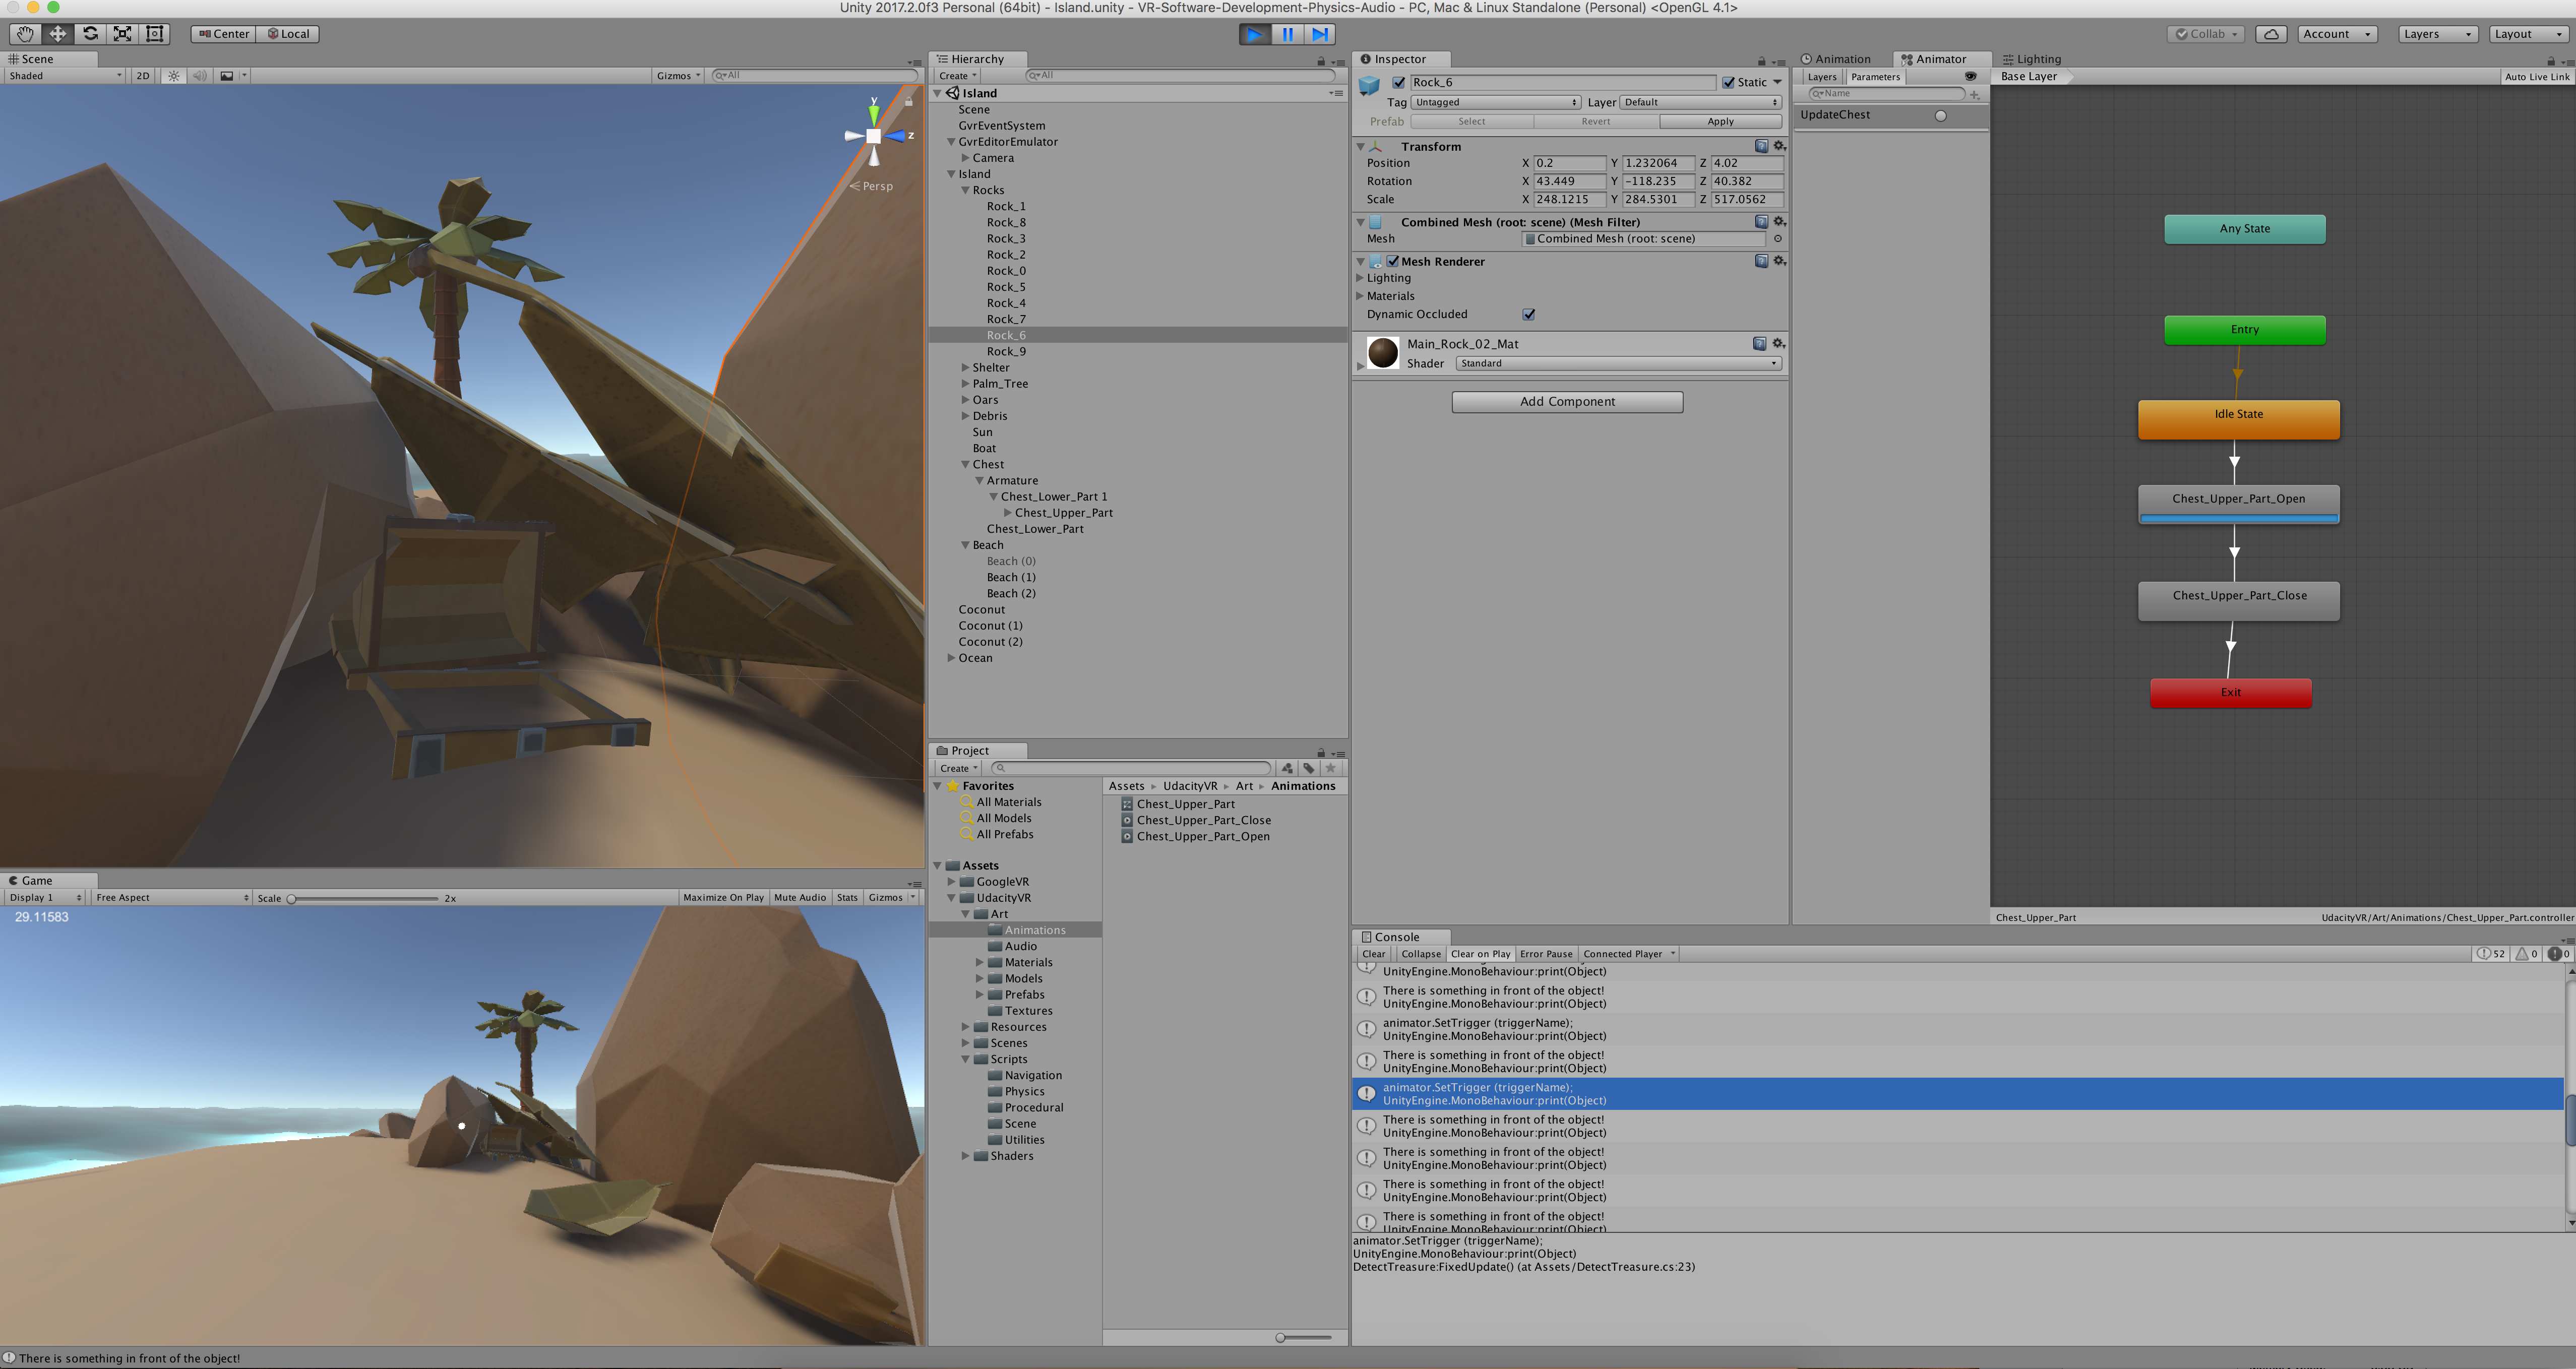 Unity 2017.2.0f3 Personal (64bit) - Island.unity - VR-Software-Development-Physics-Audio - PC, Mac & Linux Standalone (Personal) <OpenGL 4.1>
Center Local
Collab Account Layers Layout
Scene
Shaded 2D Gizmos All
y
z
Persp
Game
Display 1 Free Aspect Scale 2x Maximize On Play Mute Audio Stats Gizmos
29.11583
Hierarchy
Create All
Island
Scene
GvrEventSystem
GvrEditorEmulator
Camera
Island
Rocks
Rock_1
Rock_8
Rock_3
Rock_2
Rock_0
Rock_5
Rock_4
Rock_7
Rock_6
Rock_9
Shelter
Palm_Tree
Oars
Debris
Sun
Boat
Chest
Armature
Chest_Lower_Part 1
Chest_Upper_Part
Chest_Lower_Part
Beach
Beach (0)
Beach (1)
Beach (2)
Coconut
Coconut (1)
Coconut (2)
Ocean
Project
Create
Favorites
All Materials
All Models
All Prefabs
Assets
GoogleVR
UdacityVR
Art
Animations
Audio
Materials
Models
Prefabs
Textures
Resources
Scenes
Scripts
Navigation
Physics
Procedural
Scene
Utilities
Shaders
Assets UdacityVR Art Animations
Chest_Upper_Part
Chest_Upper_Part_Close
Chest_Upper_Part_Open
Inspector
Rock_6 Static
Tag Untagged Layer Default
Prefab Select Revert Apply
Transform
Position X 0.2 Y 1.232064 Z 4.02
Rotation X 43.449 Y -118.235 Z 40.382
Scale X 248.1215 Y 284.5301 Z 517.0562
Combined Mesh (root: scene) (Mesh Filter)
Mesh Combined Mesh (root: scene)
Mesh Renderer
Lighting
Materials
Dynamic Occluded
Main_Rock_02_Mat
Shader Standard
Add Component
Animation Animator Lighting
Layers Parameters Base Layer Auto Live Link
Name
UpdateChest
Any State
Entry
Idle State
Chest_Upper_Part_Open
Chest_Upper_Part_Close
Exit
Chest_Upper_Part UdacityVR/Art/Animations/Chest_Upper_Part.controller
Console
Clear Collapse Clear on Play Error Pause Connected Player 52 0 0
UnityEngine.MonoBehaviour:print(Object)
There is something in front of the object!
UnityEngine.MonoBehaviour:print(Object)
animator.SetTrigger (triggerName);
UnityEngine.MonoBehaviour:print(Object)
There is something in front of the object!
UnityEngine.MonoBehaviour:print(Object)
animator.SetTrigger (triggerName);
UnityEngine.MonoBehaviour:print(Object)
There is something in front of the object!
UnityEngine.MonoBehaviour:print(Object)
There is something in front of the object!
UnityEngine.MonoBehaviour:print(Object)
There is something in front of the object!
UnityEngine.MonoBehaviour:print(Object)
There is something in front of the object!
UnityEngine.MonoBehaviour:print(Object)
animator.SetTrigger (triggerName);
UnityEngine.MonoBehaviour:print(Object)
DetectTreasure:FixedUpdate() (at Assets/DetectTreasure.cs:23)
There is something in front of the object!